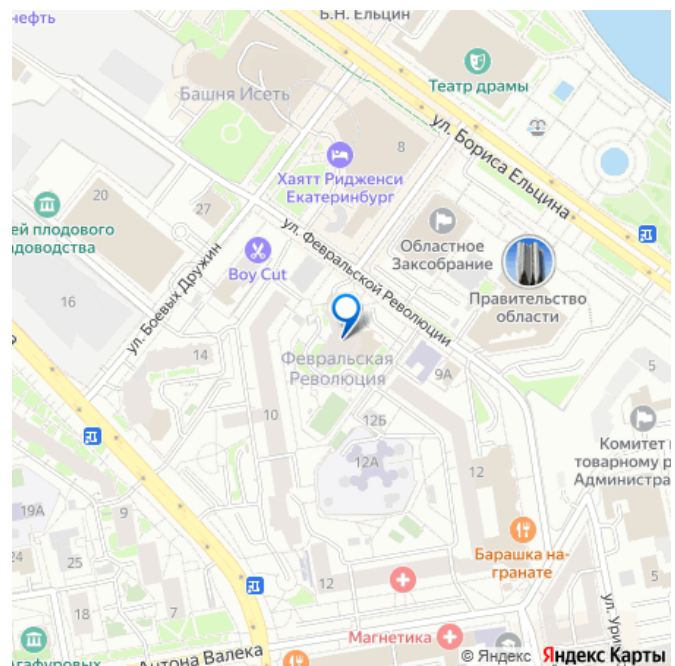 нефть
Б.Н. Ельцин
Театр драмы
Башня Исеть
ул. Бориса Ельцина
8
Хаятт Ридженси
Екатеринбург
20
27
ей плодового
адоводства
Boy Cut
ул. Февральской Революции
Областное
Заксобрание
Правительство
области
16
ул. Боевых Дружин
14
Февральская
Революция
9А
5
10
12Б
12А
12
Комитет
товарному р
Администра
19А
9
24
25
18
7
12
Барашка на-
гранате
5
ул. Ури
Магнетика
Агафуровых
Антона Валека
© Яндекс Яндекс Карты